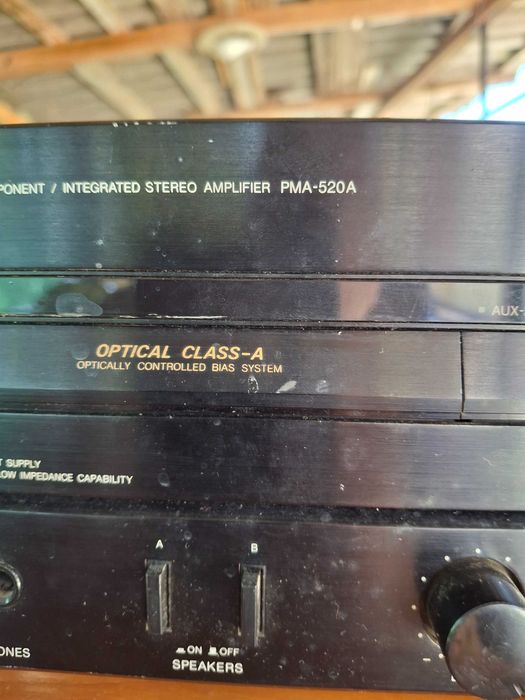 PONENT / INTEGRATED STEREO AMPLIFIER PMA-520A
AUX-
OPTICAL CLASS-A
OPTICALLY CONTROLLED BIAS SYSTEM
T SUPPLY
LOW IMPEDANCE CAPABILITY
A B
ON OFF
ONES
SPEAKERS